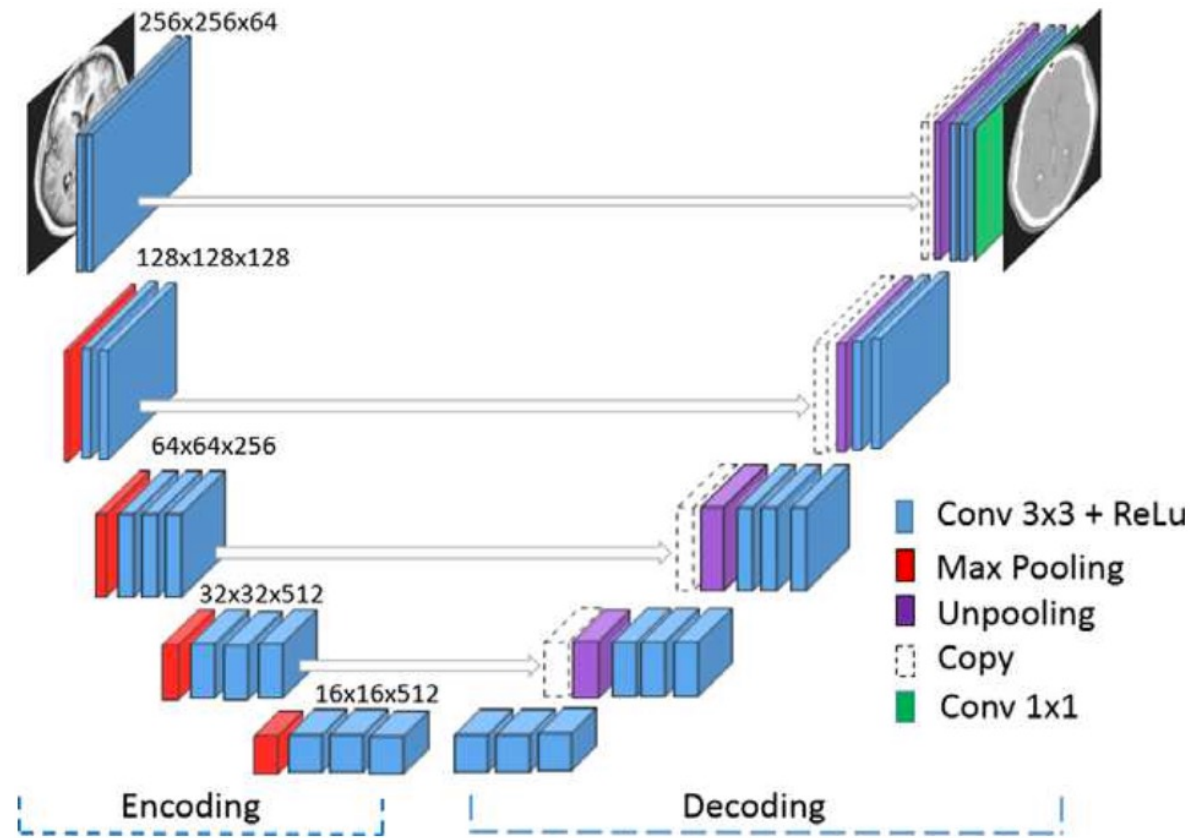 256x256x64
128x128x128
64x64x256
32x32x512
16x16x512
Conv 3x3 + ReLu
Max Pooling
Unpooling
Copy
Conv 1x1
Encoding
Decoding